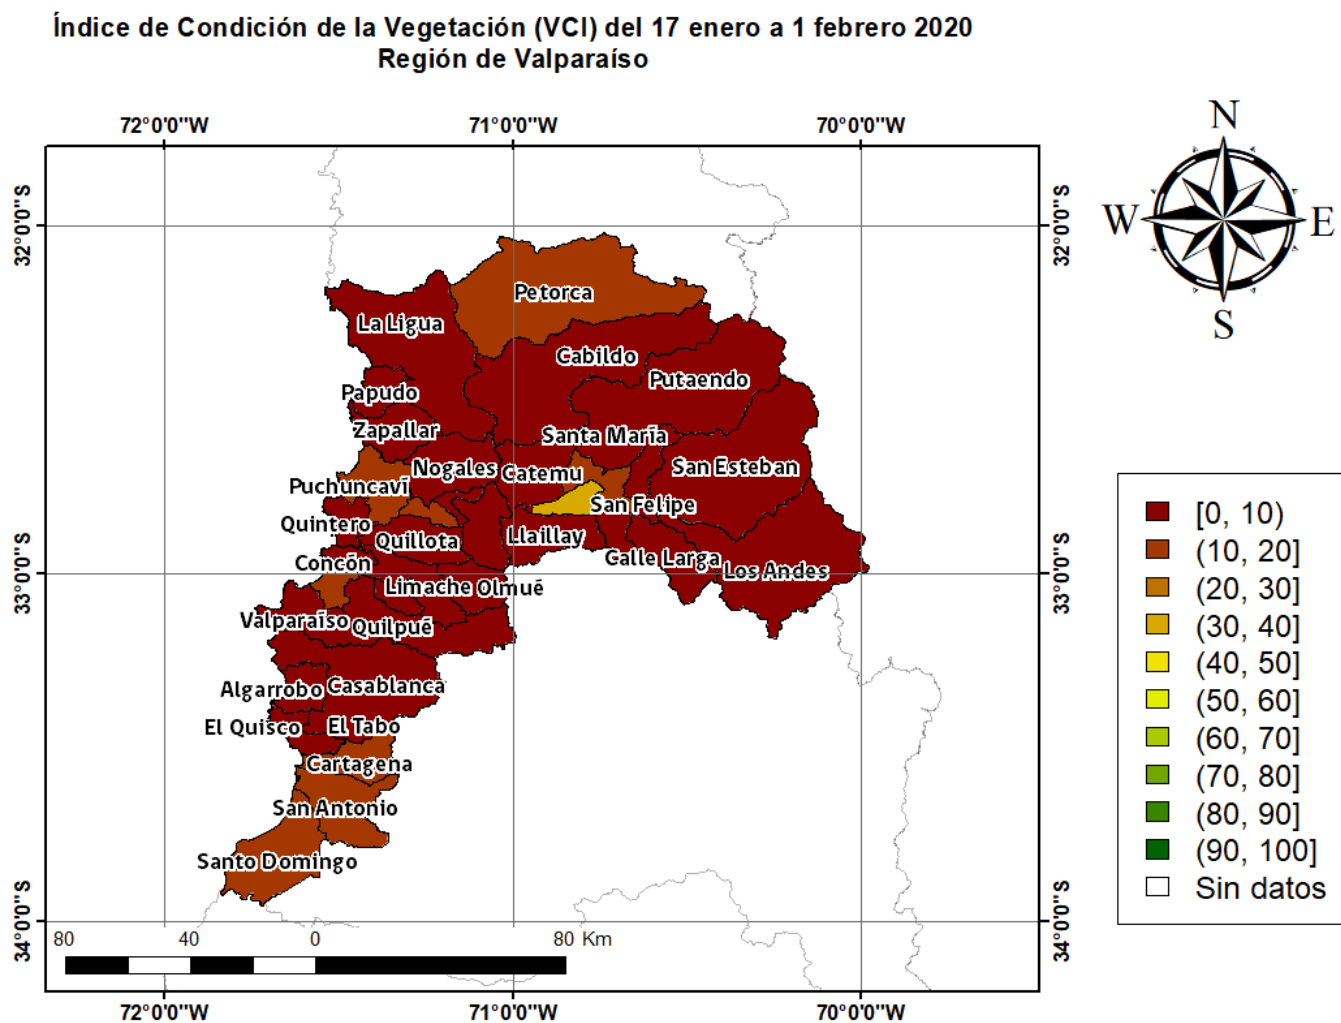 Índice de Condición de la Vegetación (VCI) del 17 enero a 1 febrero 2020
Región de Valparaíso
72°0'0"W
71°0'0"W
70°0'0"W
N
W
E
S
32°0'0"S
32°0'0"S
Petorca
La Ligua
Cabildo
Putaendo
Papudo
Zapallar
Santa María
Nogales
Catemu
San Esteban
Puchuncaví
San Felipe
Quintero
Quillota
Llaillay
Concón
Calle Larga
Los Andes
33°0'0"S
33°0'0"S
Limache
Olmué
Valparaíso
Quilpué
Algarrobo
Casablanca
El Quisco
El Tabo
Cartagena
San Antonio
Santo Domingo
34°0'0"S
34°0'0"S
80
40
0
80 Km
72°0'0"W
71°0'0"W
70°0'0"W
[0, 10)
(10, 20]
(20, 30]
(30, 40]
(40, 50]
(50, 60]
(60, 70]
(70, 80]
(80, 90]
(90, 100]
Sin datos